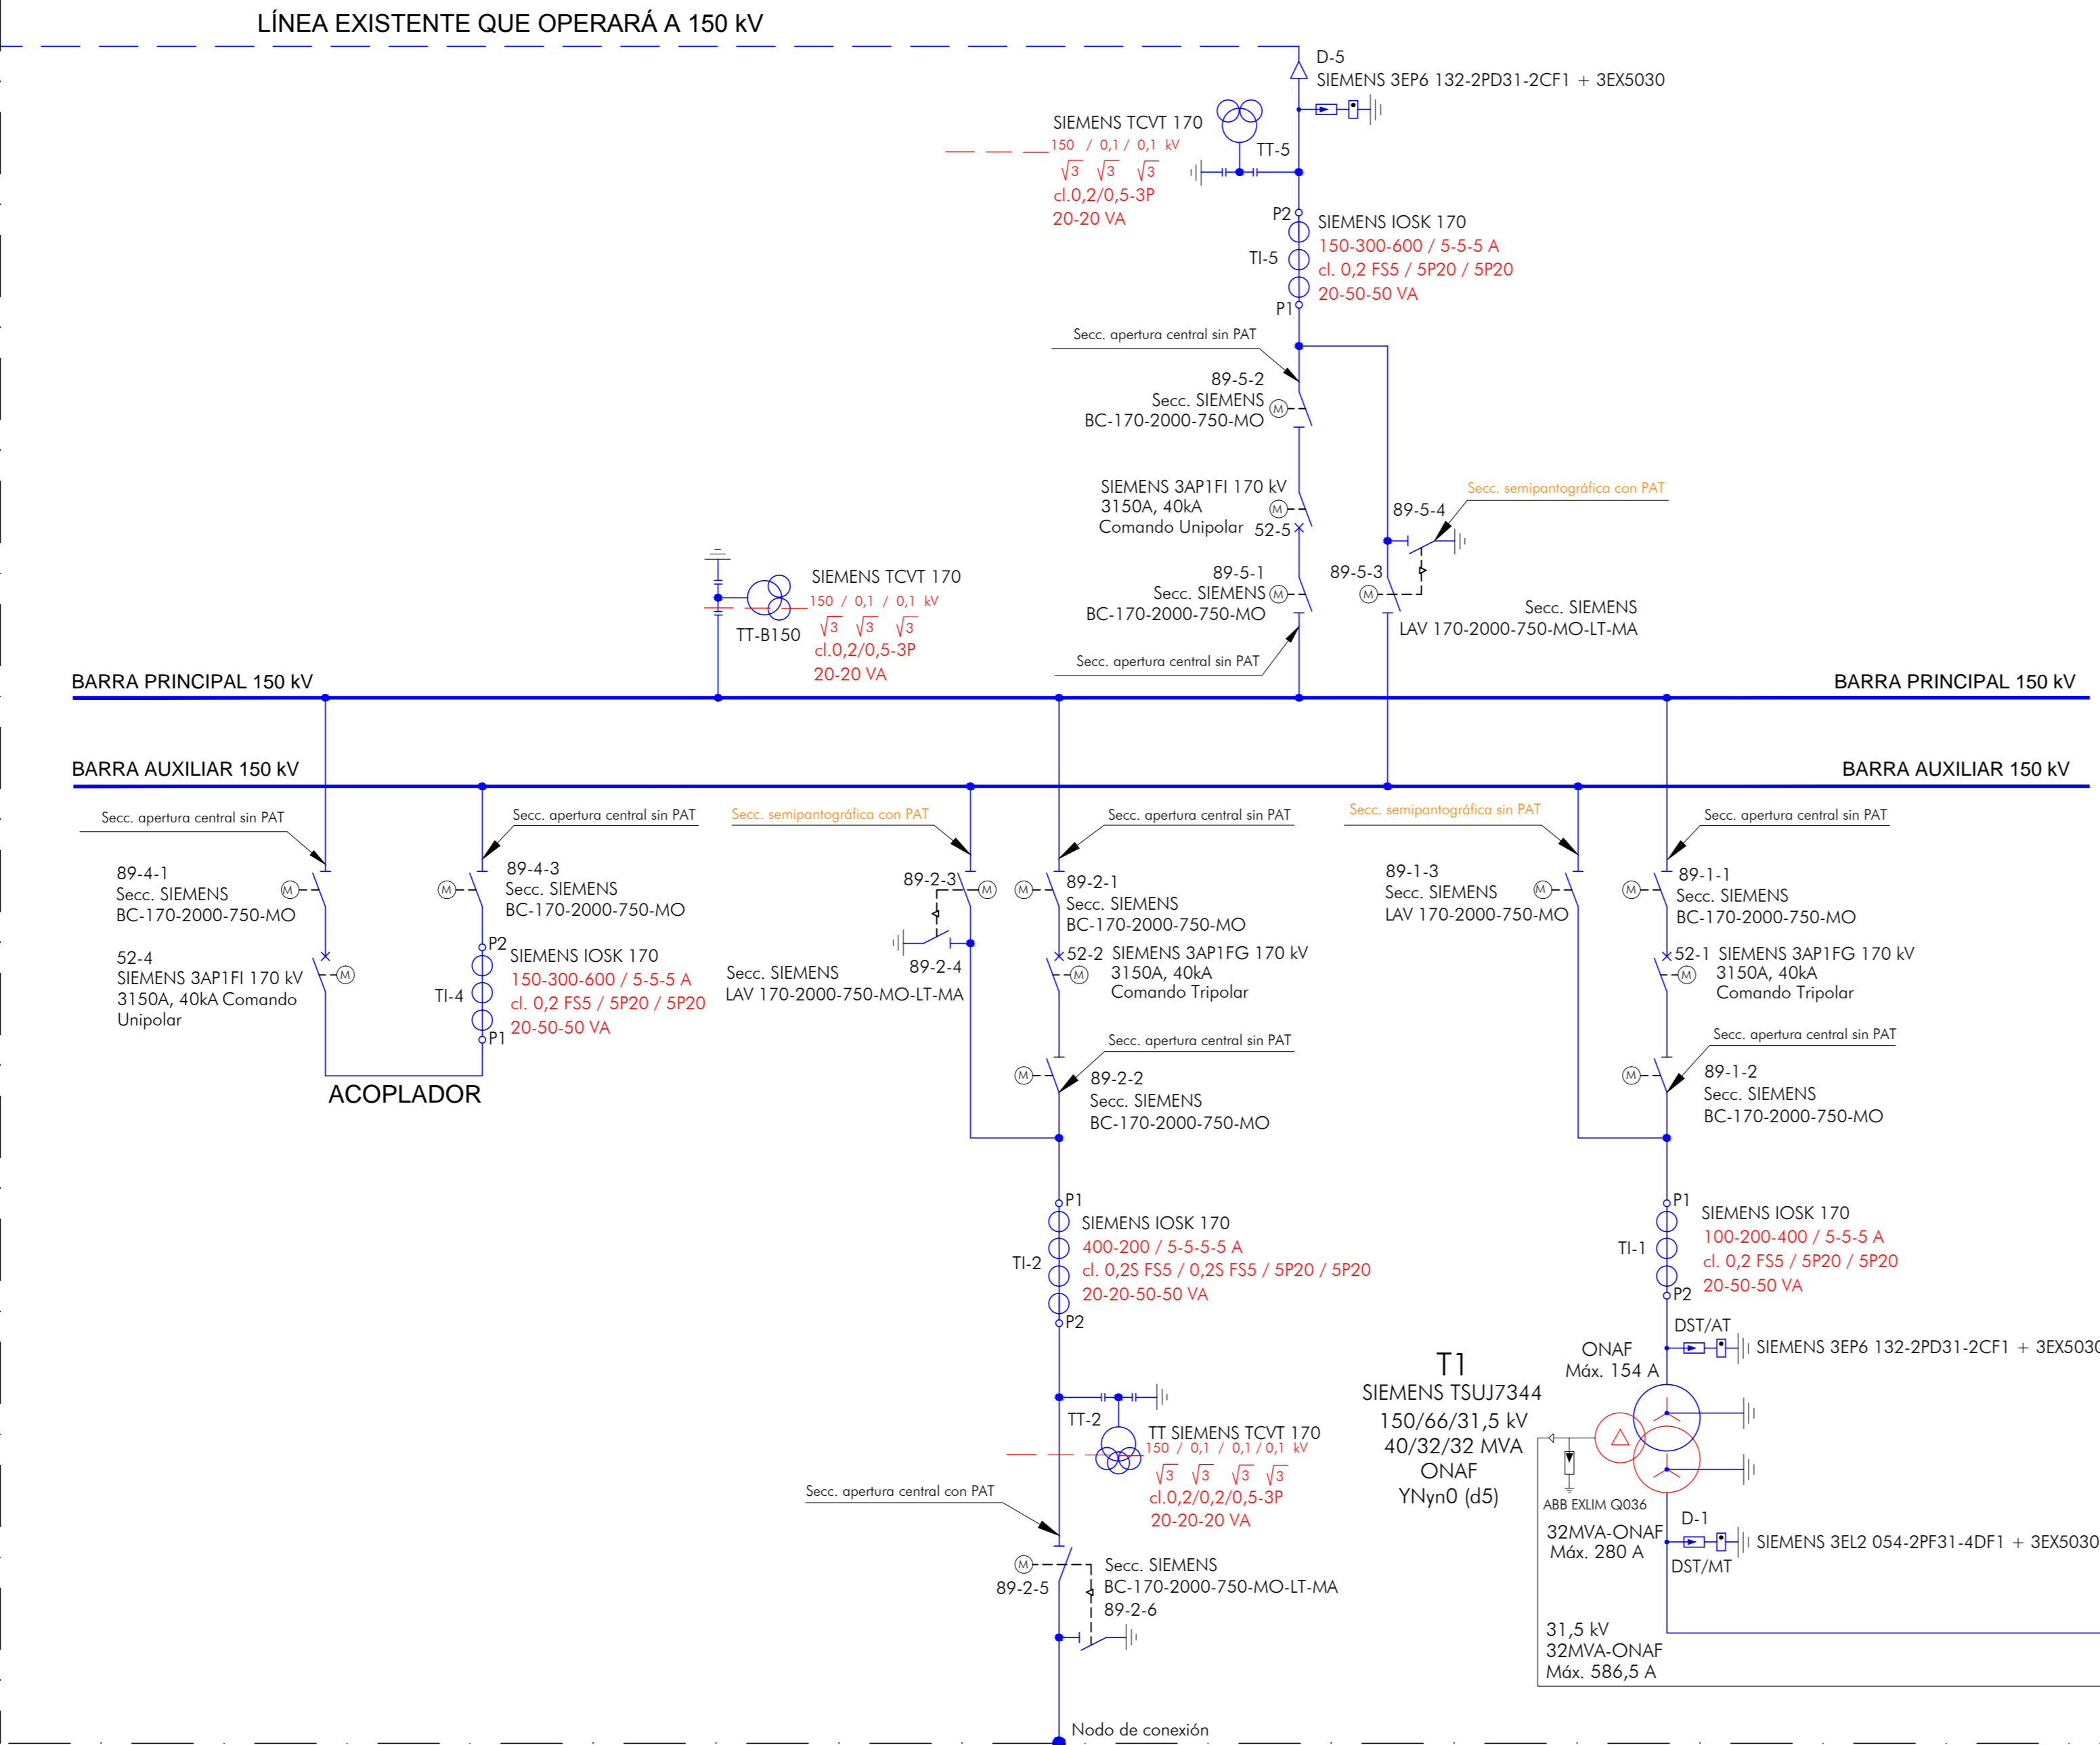 LÍNEA EXISTENTE QUE OPERARÁ A 150 kV
D-5
SIEMENS 3EP6 132-2PD31-2CF1 + 3EX5030
SIEMENS TCVT 170
150 / 0,1 / 0,1 kV
√3 √3 √3
cl.0,2/0,5-3P
20-20 VA
TT-5
P2
SIEMENS IOSK 170
150-300-600 / 5-5-5 A
TI-5
cl. 0,2 FS5 / 5P20 / 5P20
20-50-50 VA
P1
Secc. apertura central sin PAT
89-5-2
Secc. SIEMENS
BC-170-2000-750-MO
M
SIEMENS 3AP1FI 170 kV
3150A, 40kA
Comando Unipolar
52-5
M
Secc. semipantográfica con PAT
89-5-4
89-5-1
Secc. SIEMENS
BC-170-2000-750-MO
M
89-5-3
M
Secc. SIEMENS
LAV 170-2000-750-MO-LT-MA
Secc. apertura central sin PAT
SIEMENS TCVT 170
150 / 0,1 / 0,1 kV
√3 √3 √3
cl.0,2/0,5-3P
20-20 VA
TT-B150
BARRA PRINCIPAL 150 kV
BARRA PRINCIPAL 150 kV
BARRA AUXILIAR 150 kV
BARRA AUXILIAR 150 kV
Secc. apertura central sin PAT
89-4-1
Secc. SIEMENS
BC-170-2000-750-MO
M
52-4
SIEMENS 3AP1FI 170 kV
3150A, 40kA Comando
Unipolar
M
Secc. apertura central sin PAT
89-4-3
Secc. SIEMENS
BC-170-2000-750-MO
M
P2
SIEMENS IOSK 170
150-300-600 / 5-5-5 A
TI-4
cl. 0,2 FS5 / 5P20 / 5P20
20-50-50 VA
P1
ACOPLADOR
Secc. semipantográfica con PAT
89-2-3
M
89-2-4
Secc. SIEMENS
LAV 170-2000-750-MO-LT-MA
Secc. apertura central sin PAT
M
89-2-1
Secc. SIEMENS
BC-170-2000-750-MO
52-2 SIEMENS 3AP1FG 170 kV
3150A, 40kA
Comando Tripolar
M
Secc. apertura central sin PAT
M
89-2-2
Secc. SIEMENS
BC-170-2000-750-MO
P1
SIEMENS IOSK 170
400-200 / 5-5-5-5 A
TI-2
cl. 0,2S FS5 / 0,2S FS5 / 5P20 / 5P20
20-20-50-50 VA
P2
TT-2
TT SIEMENS TCVT 170
150 / 0,1 / 0,1 / 0,1 kV
√3 √3 √3 √3
cl.0,2/0,2/0,5-3P
20-20-20 VA
Secc. apertura central con PAT
M
89-2-5
Secc. SIEMENS
BC-170-2000-750-MO-LT-MA
89-2-6
Nodo de conexión
Secc. semipantográfica sin PAT
89-1-3
Secc. SIEMENS
LAV 170-2000-750-MO
M
Secc. apertura central sin PAT
M
89-1-1
Secc. SIEMENS
BC-170-2000-750-MO
52-1 SIEMENS 3AP1FG 170 kV
3150A, 40kA
Comando Tripolar
M
Secc. apertura central sin PAT
M
89-1-2
Secc. SIEMENS
BC-170-2000-750-MO
P1
SIEMENS IOSK 170
100-200-400 / 5-5-5 A
TI-1
cl. 0,2 FS5 / 5P20 / 5P20
20-50-50 VA
P2
DST/AT
SIEMENS 3EP6 132-2PD31-2CF1 + 3EX5030
ONAF
Máx. 154 A
T1
SIEMENS TSUJ7344
150/66/31,5 kV
40/32/32 MVA
ONAF
YNyn0 (d5)
ABB EXLIM Q036
32MVA-ONAF
Máx. 280 A
D-1
SIEMENS 3EL2 054-2PF31-4DF1 + 3EX5030
DST/MT
31,5 kV
32MVA-ONAF
Máx. 586,5 A